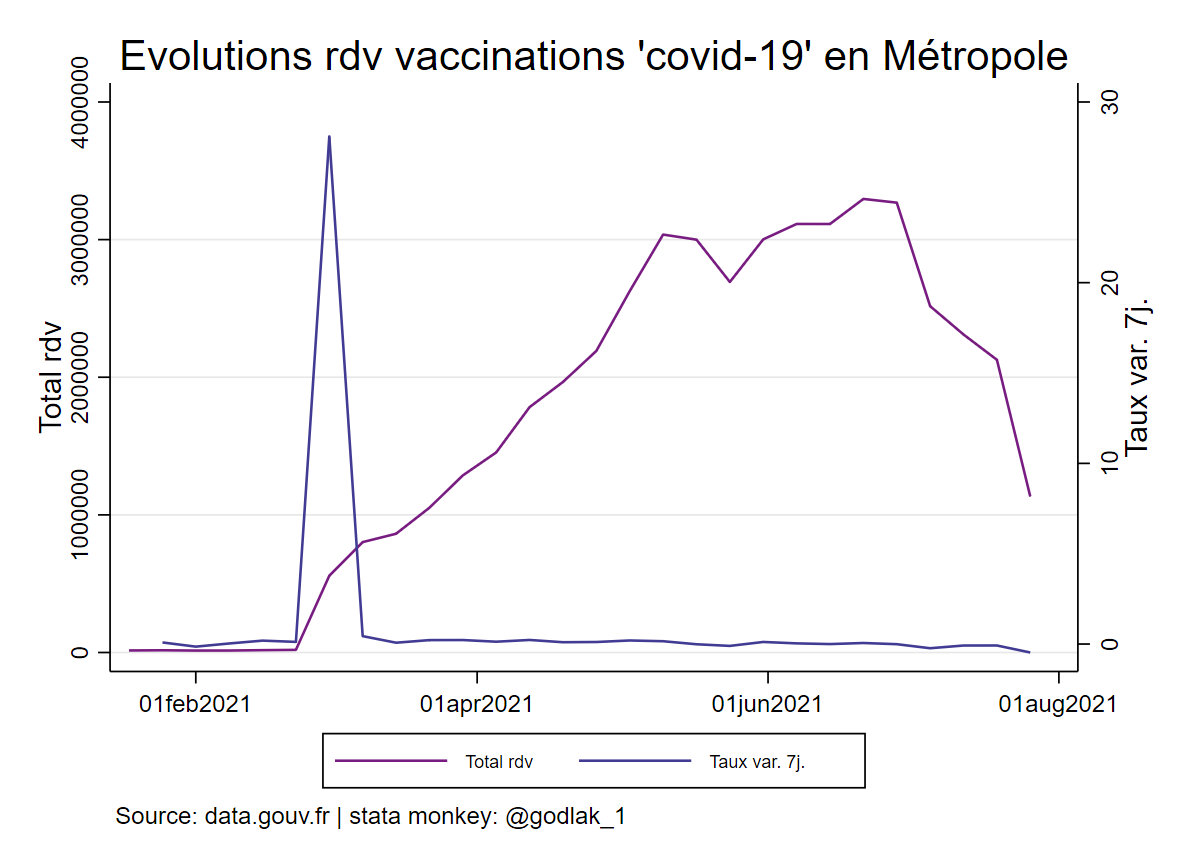 Evolutions rdv vaccinations 'covid-19' en Métropole
4000000
3000000
2000000
1000000
0
Total rdv
30
20
10
0
Taux var. 7j.
01feb2021
01apr2021
01jun2021
01aug2021
Total rdv
Taux var. 7j.
Source: data.gouv.fr | stata monkey: @godlak_1